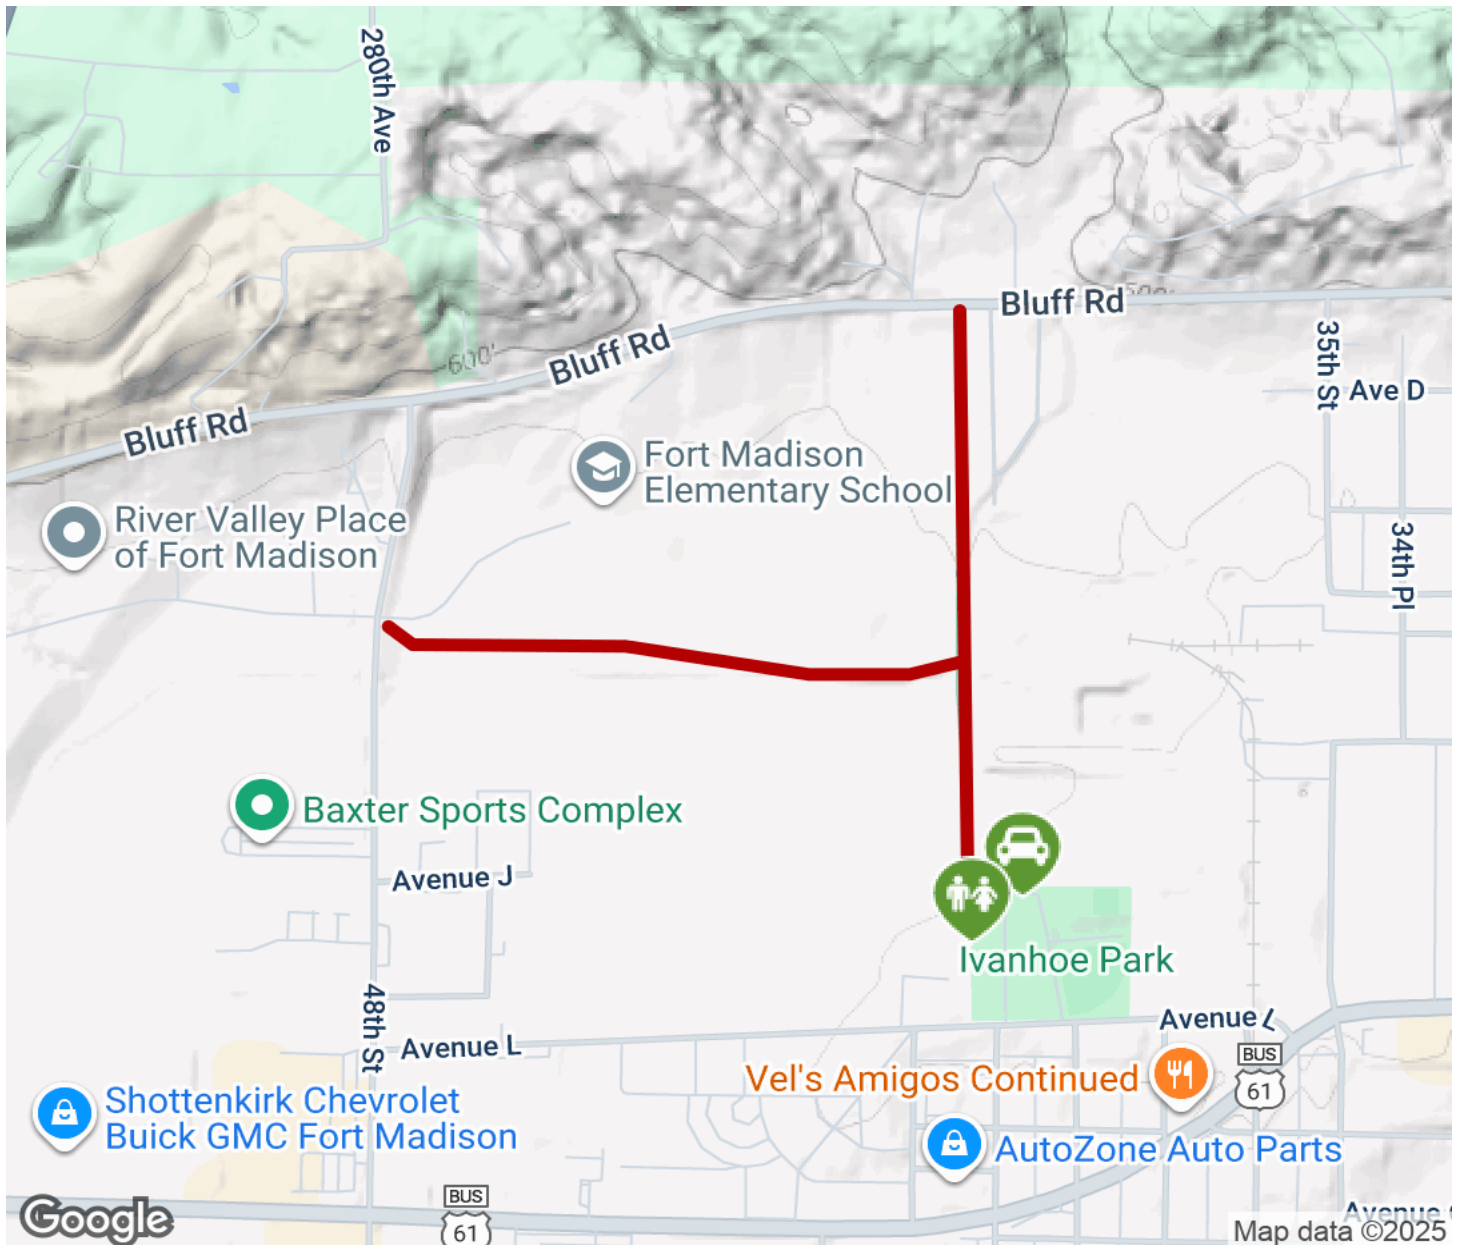 280th Ave
Bluff Rd
600'
Bluff Rd
35th St
Ave D
Bluff Rd
Fort Madison
Elementary School
River Valley Place
of Fort Madison
34th Pl
Baxter Sports Complex
Avenue J
Ivanhoe Park
48th St
Avenue L
Avenue L
BUS
61
Vel's Amigos Continued
Shottenkirk Chevrolet
Buick GMC Fort Madison
AutoZone Auto Parts
BUS
61
Avenue
Google
Map data ©2025